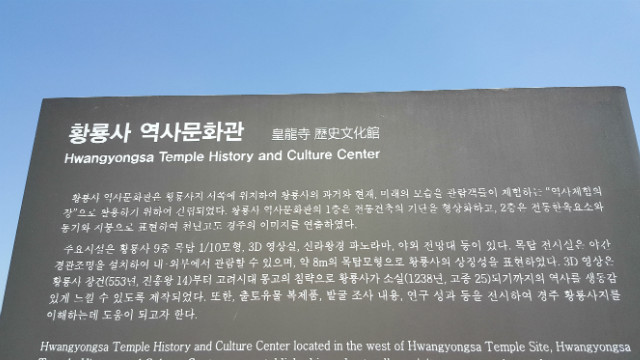 황룡사 역사문화관 皇龍寺 歷史文化館
Hwangyongsa Temple History and Culture Center
황룡사 역사문화관은 황룡사지 서쪽에 위치하여 황룡사의 과거와 현재, 미래의 모습을 관람객들이 체험하는 "역사체험의
장"으로 활용하기 위하여 건립되었다. 황룡사 역사문화관의 1층은 전통건축의 기단을 형상화하고, 2층은 전통한옥요소와
동기와 지붕으로 표현하여 천년고도 경주의 이미지를 연출하였다.
주요시설은 황룡사 9층 목탑 1/10모형, 3D 영상실, 신라왕경 파노라마, 야외 전망대 등이 있다. 목탑 전시실은 야간
경관조명을 설치하여 내·외부에서 관람할 수 있으며, 약 8m의 목탑모형으로 황룡사의 상징성을 표현하였다. 3D 영상은
황룡사 창건(553년, 진흥왕 14)부터 고려시대 몽고의 침략으로 황룡사가 소실(1238년, 고종 25)되기까지의 역사를 생동감
있게 느낄 수 있도록 제작되었다. 또한, 출토유물 복제품, 발굴 조사 내용, 연구 성과 등을 전시하여 경주 황룡사지를
이해하는데 도움이 되고자 한다.
Hwangyongsa Temple History and Culture Center located in the west of Hwangyongsa Temple Site, Hwangyongsa